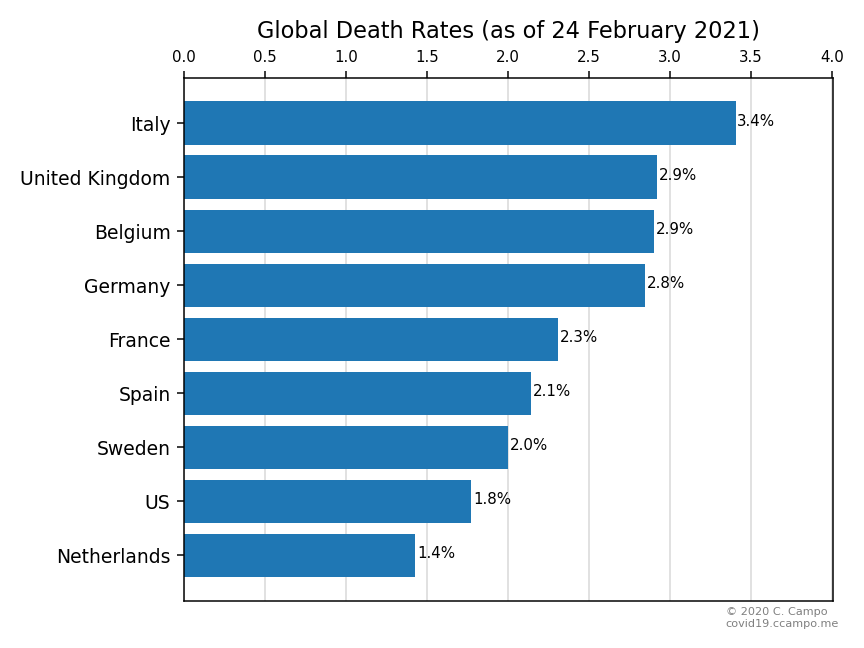 Global Death Rates (as of 24 February 2021)
0.0 0.5 1.0 1.5 2.0 2.5 3.0 3.5 4.0
Italy 3.4%
United Kingdom 2.9%
Belgium 2.9%
Germany 2.8%
France 2.3%
Spain 2.1%
Sweden 2.0%
US 1.8%
Netherlands 1.4%
© 2020 C. Campo
covid19.ccampo.me